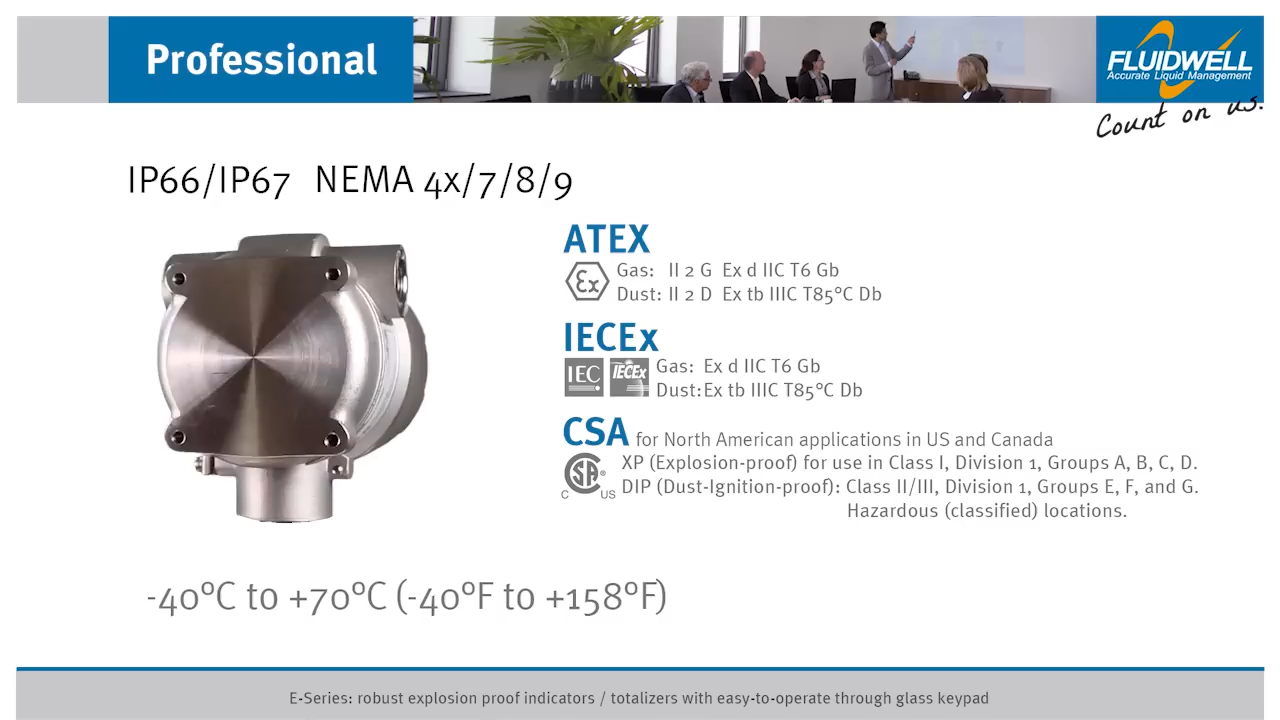 Professional
FLUIDWELL
Accurate Liquid Management
Count on us.
IP66/IP67 NEMA 4x/7/8/9
ATEX
Ex
Gas: II 2 G Ex d IIC T6 Gb
Dust: II 2 D Ex tb IIIC T85°C Db
IECEx
IEC
IECEx
Gas: Ex d IIC T6 Gb
Dust:Ex tb IIIC T85°C Db
CSA for North American applications in US and Canada
XP (Explosion-proof) for use in Class I, Division 1, Groups A, B, C, D.
C SA ® US
DIP (Dust-Ignition-proof): Class II/III, Division 1, Groups E, F, and G.
Hazardous (classified) locations.
-40°C to +70°C (-40°F to +158°F)
E-Series: robust explosion proof indicators / totalizers with easy-to-operate through glass keypad